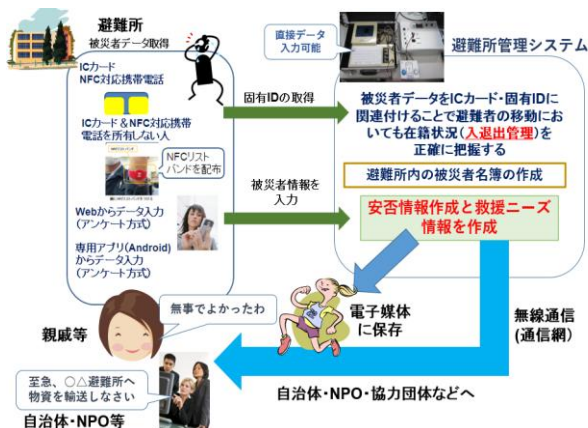 避難所
被災者データ取得
ICカード
NFC対応携帯電話
ICカード＆NFC対応携帯
電話を所有しない人
NFCリスト
バンドを配布
Webからデータ入力
（アンケート方式）
専用アプリ(Android)
からデータ入力
（アンケート方式）
固有IDの取得
被災者情報を
入力
直接データ
入力可能
避難所管理システム
被災者データをICカード・固有IDに
関連付けることで避難者の移動にお
いても在籍状況（入退出管理）を
正確に把握する
避難所内の被災者名簿の作成
安否情報作成と救援ニーズ
情報を作成
電子媒体
に保存
無線通信
(通信網)
無事でよかったわ
親戚等
至急、○△避難所へ
物資を輸送しなさい
自治体・NPO等
自治体・NPO・協力団体などへ